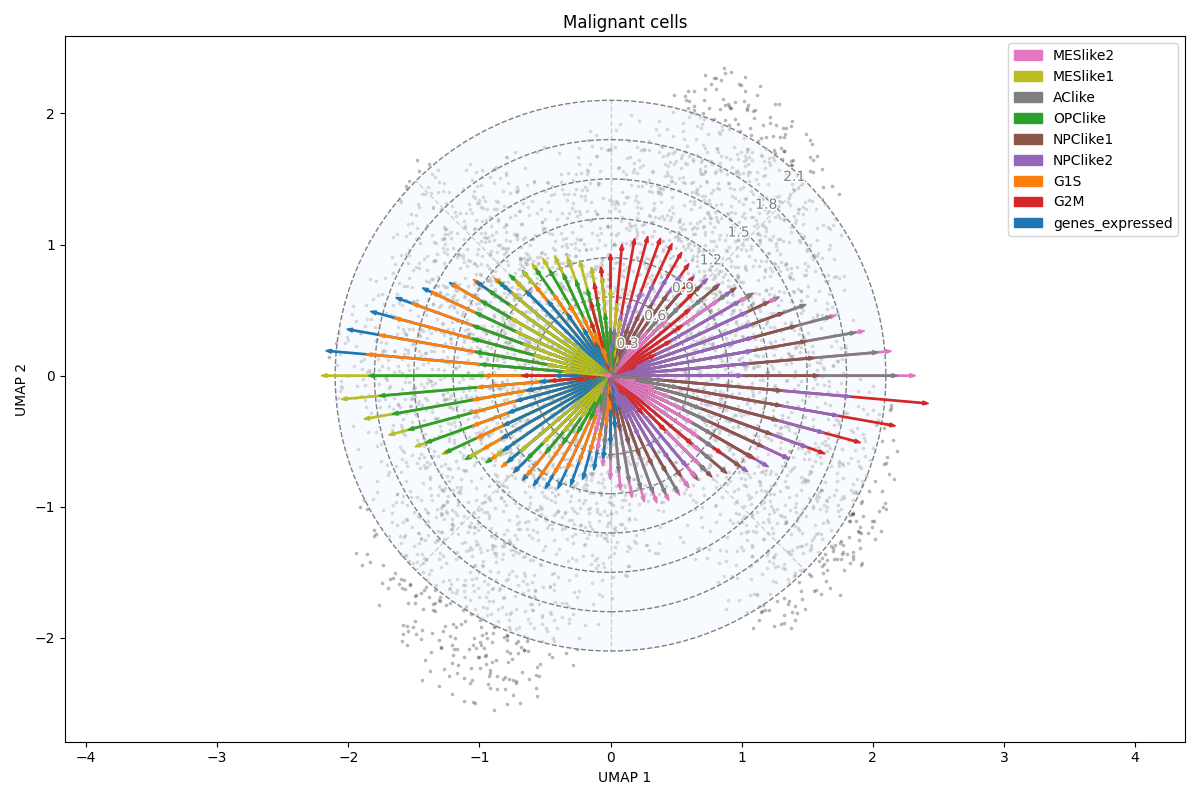 Malignant cells
MESlike2
MESlike1
AClike
OPClike
NPClike1
NPClike2
G1S
G2M
genes_expressed
2.1
1.8
1.5
1.2
0.9
0.6
0.3
2
1
0
−1
−2
UMAP 2
−4 −3 −2 −1 0 1 2 3 4
UMAP 1